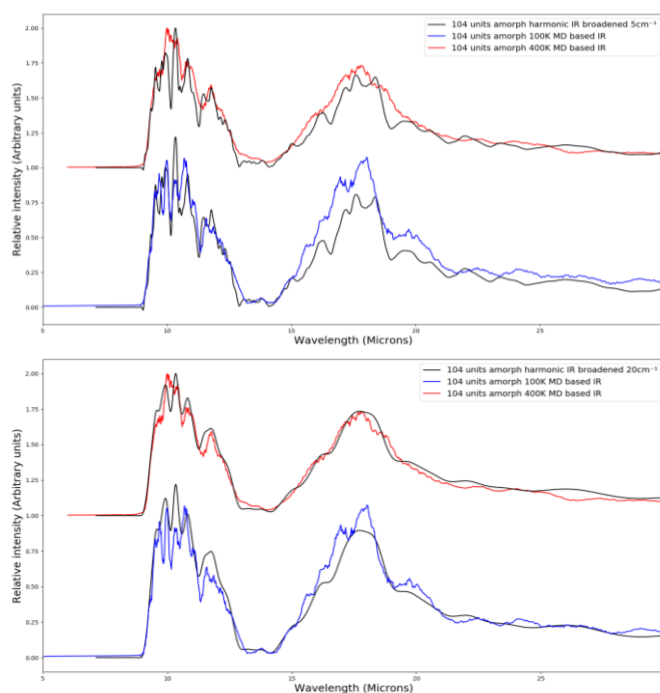 104 units amorph harmonic IR broadened 5cm⁻¹
104 units amorph 100K MD based IR
104 units amorph 400K MD based IR
Relative intensity (Arbitrary units)
2.00
1.75
1.50
1.25
1.00
0.75
0.50
0.25
0.00
5
10
15
20
25
Wavelength (Microns)
104 units amorph harmonic IR broadened 20cm⁻¹
104 units amorph 100K MD based IR
104 units amorph 400K MD based IR
Relative intensity (Arbitrary units)
2.00
1.75
1.50
1.25
1.00
0.75
0.50
0.25
0.00
5
10
15
20
25
Wavelength (Microns)